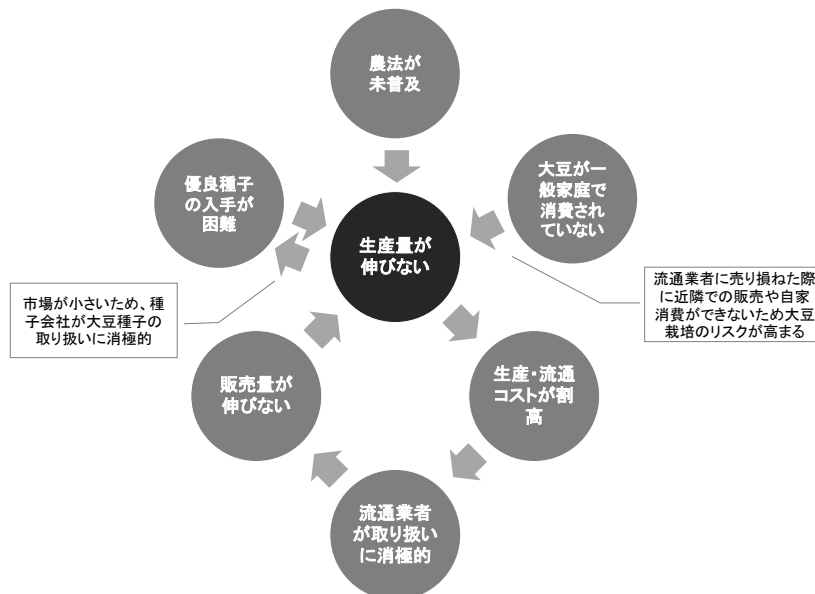 農法が
未普及
優良種子
の入手が
困難
大豆が一
般家庭で
消費され
ていない
生産量が
伸びない
市場が小さいため、種
子会社が大豆種子の
取り扱いに消極的
流通業者に売り損ねた際
に近隣での販売や自家
消費ができないため大豆
栽培のリスクが高まる
販売量が
伸びない
生産・流通
コストが割
高
流通業者
が取り扱い
に消極的